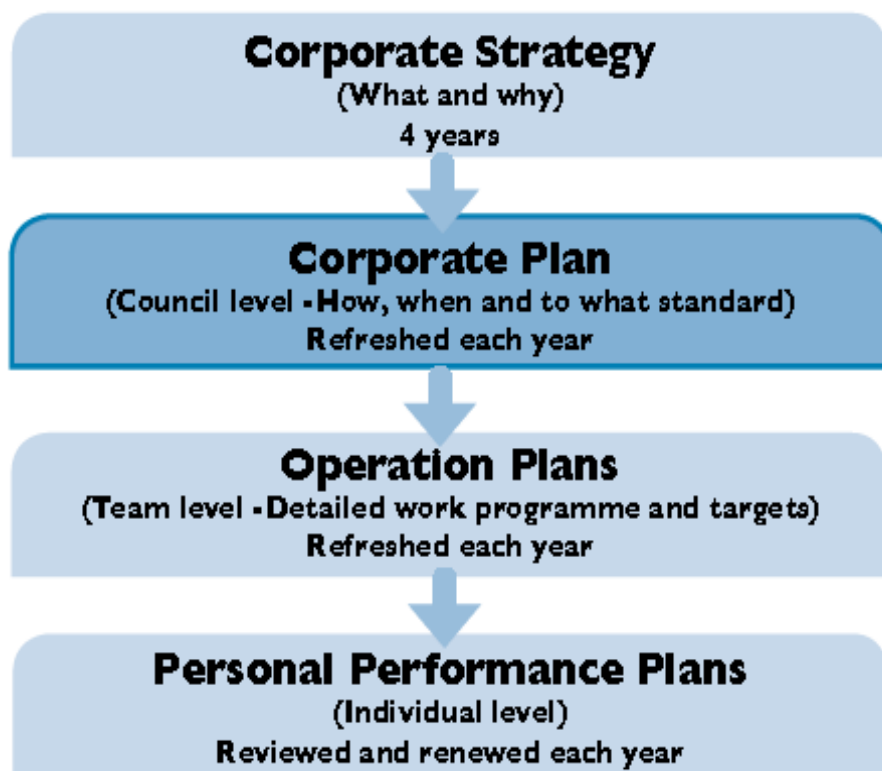 Corporate Strategy
(What and why)
4 years
Corporate Plan
(Council level -How, when and to what standard)
Refreshed each year
Operation Plans
(Team level -Detailed work programme and targets)
Refreshed each year
Personal Performance Plans
(Individual level)
Reviewed and renewed each year